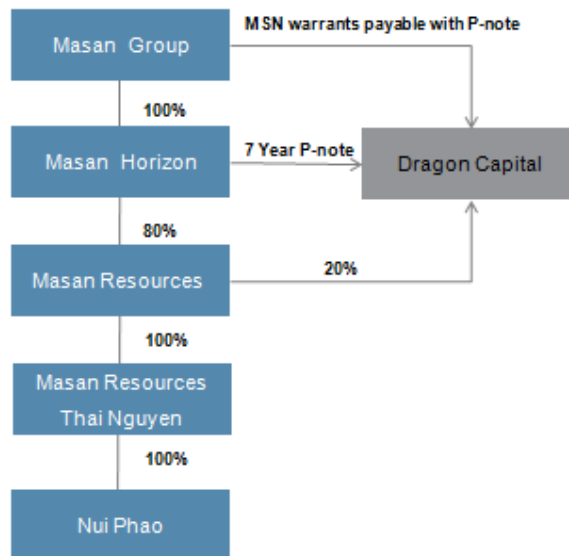 MSN warrants payable with P-note
Masan Group
100%
Masan Horizon
7 Year P-note
Dragon Capital
80%
Masan Resources
20%
100%
Masan Resources
Thai Nguyen
100%
Nui Phao